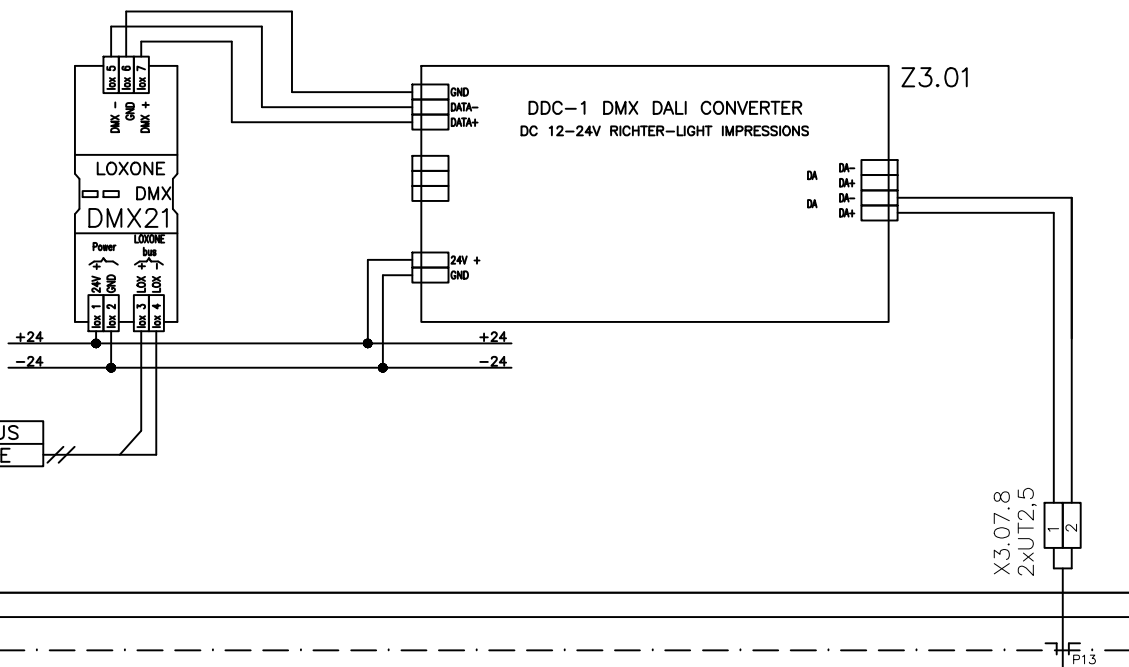 lox 5
lox 6
lox 7
DMX -
GND
DMX +
LOXONE
DMX
DMX21
Power
LOXONE
bus
24V +
GND
LOX +
LOX -
lox 1
lox 2
lox 3
lox 4
GND
DATA-
DATA+
DDC-1 DMX DALI CONVERTER
DC 12-24V RICHTER-LIGHT IMPRESSIONS
Z3.01
DA
DA-
DA+
DA
DA-
DA+
24V +
GND
+24
+24
-24
-24
US
E
X3.07.8
2xUT2,5
1
2
P13